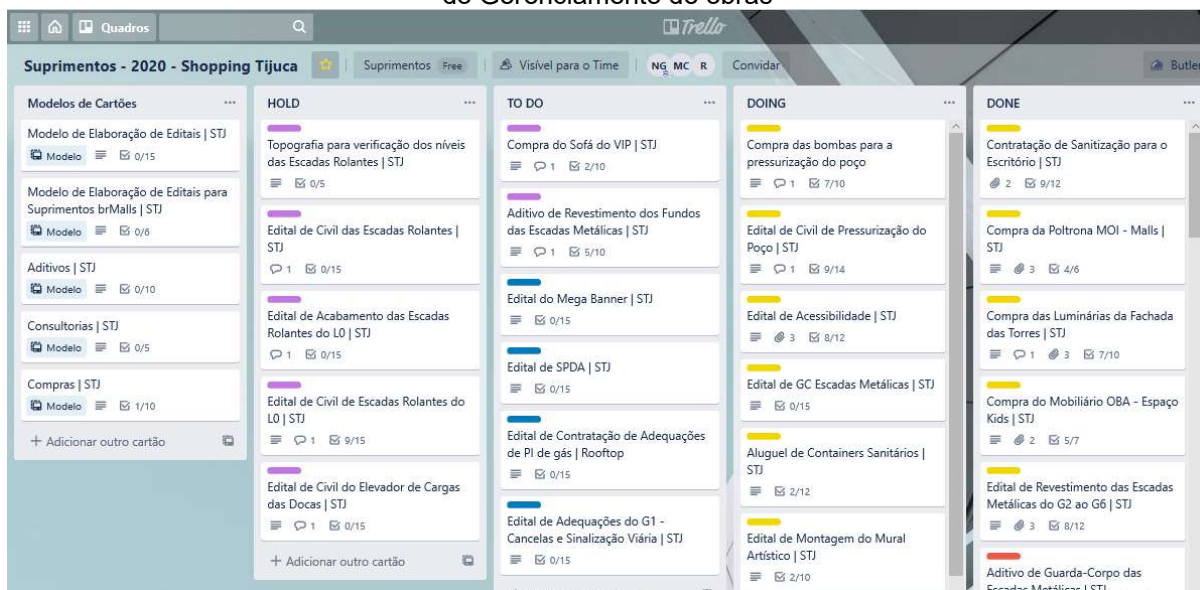 de Gerenciamento de obras
Quadros
Trello
Suprimentos - 2020 - Shopping Tijuca
Suprimentos Free
Visível para o Time
NG MC R
Convidar
Butler
Modelos de Cartões
Modelo de Elaboração de Editais | STJ
Modelo 0/15
Modelo de Elaboração de Editais para
Suprimentos brMalls | STJ
Modelo 0/6
Aditivos | STJ
Modelo 0/10
Consultorias | STJ
Modelo 0/5
Compras | STJ
Modelo 1/10
+ Adicionar outro cartão
HOLD
Topografia para verificação dos níveis
das Escadas Rolantes | STJ
0/5
Edital de Civil das Escadas Rolantes |
STJ
1 0/15
Edital de Acabamento das Escadas
Rolantes do L0 | STJ
1 0/15
Edital de Civil de Escadas Rolantes do
L0 | STJ
1 9/15
Edital de Civil do Elevador de Cargas
das Docas | STJ
1 0/15
+ Adicionar outro cartão
TO DO
Compra do Sofá do VIP | STJ
1 2/10
Aditivo de Revestimento dos Fundos
das Escadas Metálicas | STJ
1 5/10
Edital do Mega Banner | STJ
0/15
Edital de SPDA | STJ
0/15
Edital de Contratação de Adequações
de PI de gás | Rooftop
0/15
Edital de Adequações do G1 -
Cancelas e Sinalização Viária | STJ
0/15
DOING
Compra das bombas para a
pressurização do poço
1 7/10
Edital de Civil de Pressurização do
Poço | STJ
1 9/14
Edital de Acessibilidade | STJ
3 8/12
Edital de GC Escadas Metálicas | STJ
0/15
Aluguel de Containers Sanitários |
STJ
2/12
Edital de Montagem do Mural
Artístico | STJ
2/10
DONE
Contratação de Sanitização para o
Escritório | STJ
2 9/12
Compra da Poltrona MOI - Malls |
STJ
3 4/6
Compra das Luminárias da Fachada
das Torres | STJ
1 3 7/10
Compra do Mobiliário OBA - Espaço
Kids | STJ
2 5/7
Edital de Revestimento das Escadas
Metálicas do G2 ao G6 | STJ
3 8/12
Aditivo de Guarda-Corpo das
Escadas Metálicas | STJ